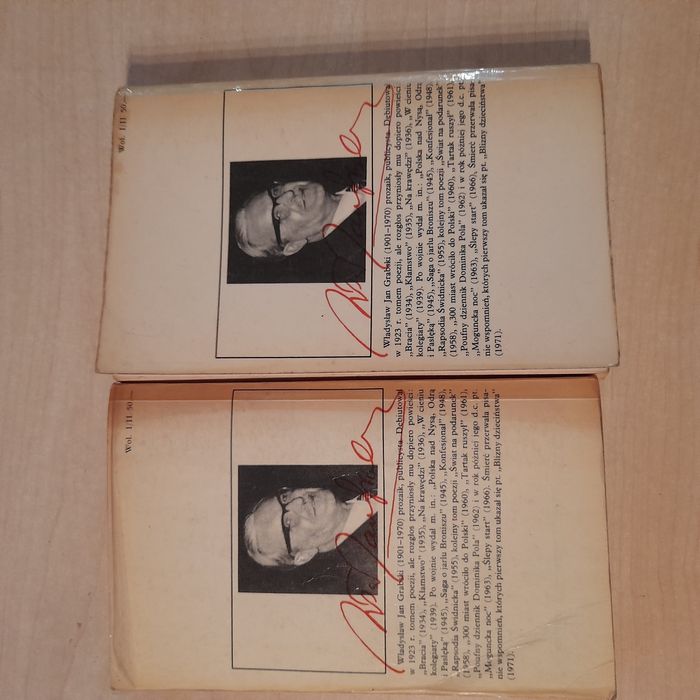 Wol. I/II 50,—
Władysław Jan Grabski (1901–1970) prozaik, publicysta. Debiutował
w 1923 r. tomem poezji, ale rozgłos przyniosły mu dopiero powieści:
„Bracia" (1934), „Kłamstwo" (1935), „Na krawędzi" (1936), „W cieniu
kolegiaty" (1939). Po wojnie wydał m. in.: „Polska nad Nysą, Odrą
i Pasłęką" (1945), „Saga o jarlu Broniszu" (1945), „Konfesjonał" (1948),
„Rapsodia Świdnicka" (1955), kolejny tom poezji „Świat na podarunek"
(1958), „300 miast wróciło do Polski" (1960), „Tartak ruszył" (1961),
„Poufny dziennik Dominika Pola" (1962) i w rok później jego d.c. pt.
„Moguncka noc" (1963), „Ślepy start" (1966), Śmierć przerwała pisa-
nie wspomnień, których pierwszy tom ukazał się pt. „Blizny dzieciństwa"
(1971).
Wol. I/II 50,—
Władysław Jan Grabski (1901–1970) prozaik, publicysta. Debiutował
w 1923 r. tomem poezji, ale rozgłos przyniosły mu dopiero powieści:
„Bracia" (1934), „Kłamstwo" (1935), „Na krawędzi" (1936), „W cieniu
kolegiaty" (1939). Po wojnie wydał m. in.: „Polska nad Nysą, Odrą
i Pasłęką" (1945), „Saga o jarlu Broniszu" (1945), „Konfesjonał" (1948),
„Rapsodia Świdnicka" (1955), kolejny tom poezji „Świat na podarunek"
(1958), „300 miast wróciło do Polski" (1960), „Tartak ruszył" (1961),
„Poufny dziennik Dominika Pola" (1962) i w rok później jego d.c. pt.
„Moguncka noc" (1963), „Ślepy start" (1966). Śmierć przerwała pisa-
nie wspomnień, których pierwszy tom ukazał się pt. „Blizny dzieciństwa"
(1971).